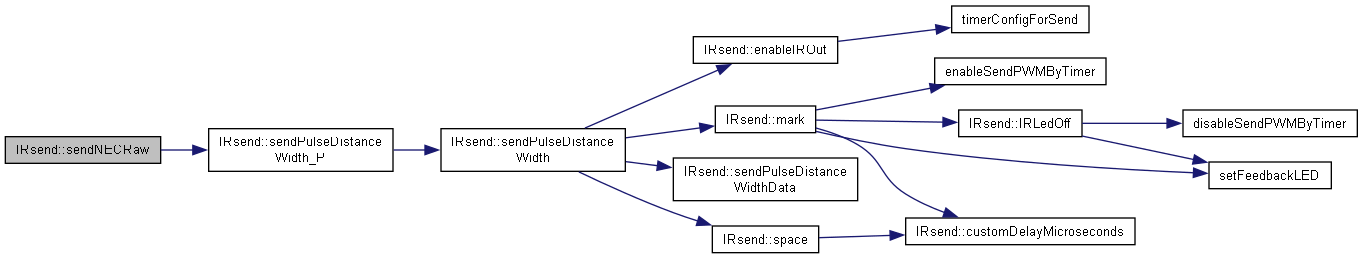 IRsend::sendNECRaw
IRsend::sendPulseDistance
Width_P
IRsend::sendPulseDistance
Width
IRsend::enableIROut
timerConfigForSend
IRsend::mark
enableSendPWMByTimer
IRsend::IRLedOff
disableSendPWMByTimer
setFeedbackLED
IRsend::sendPulseDistance
WidthData
IRsend::space
IRsend::customDelayMicroseconds